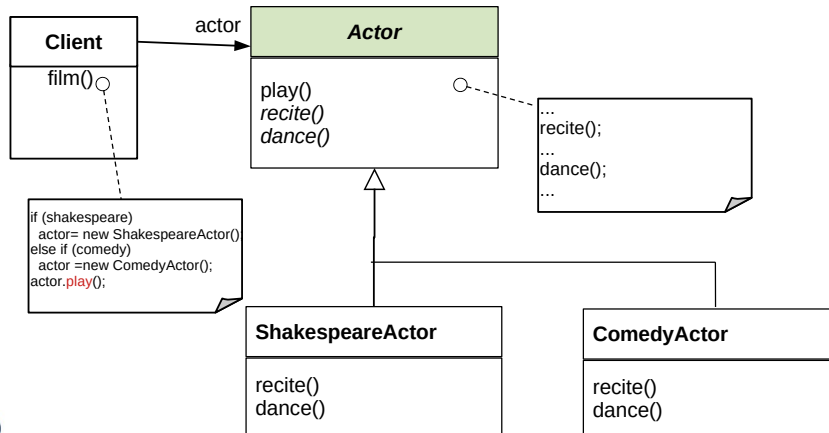 Client
film()
actor
Actor
play()
recite()
dance()
...
recite();
...
dance();
...
if (shakespeare)
actor= new ShakespeareActor();
else if (comedy)
actor =new ComedyActor();
actor.play();
ShakespeareActor
recite()
dance()
ComedyActor
recite()
dance()